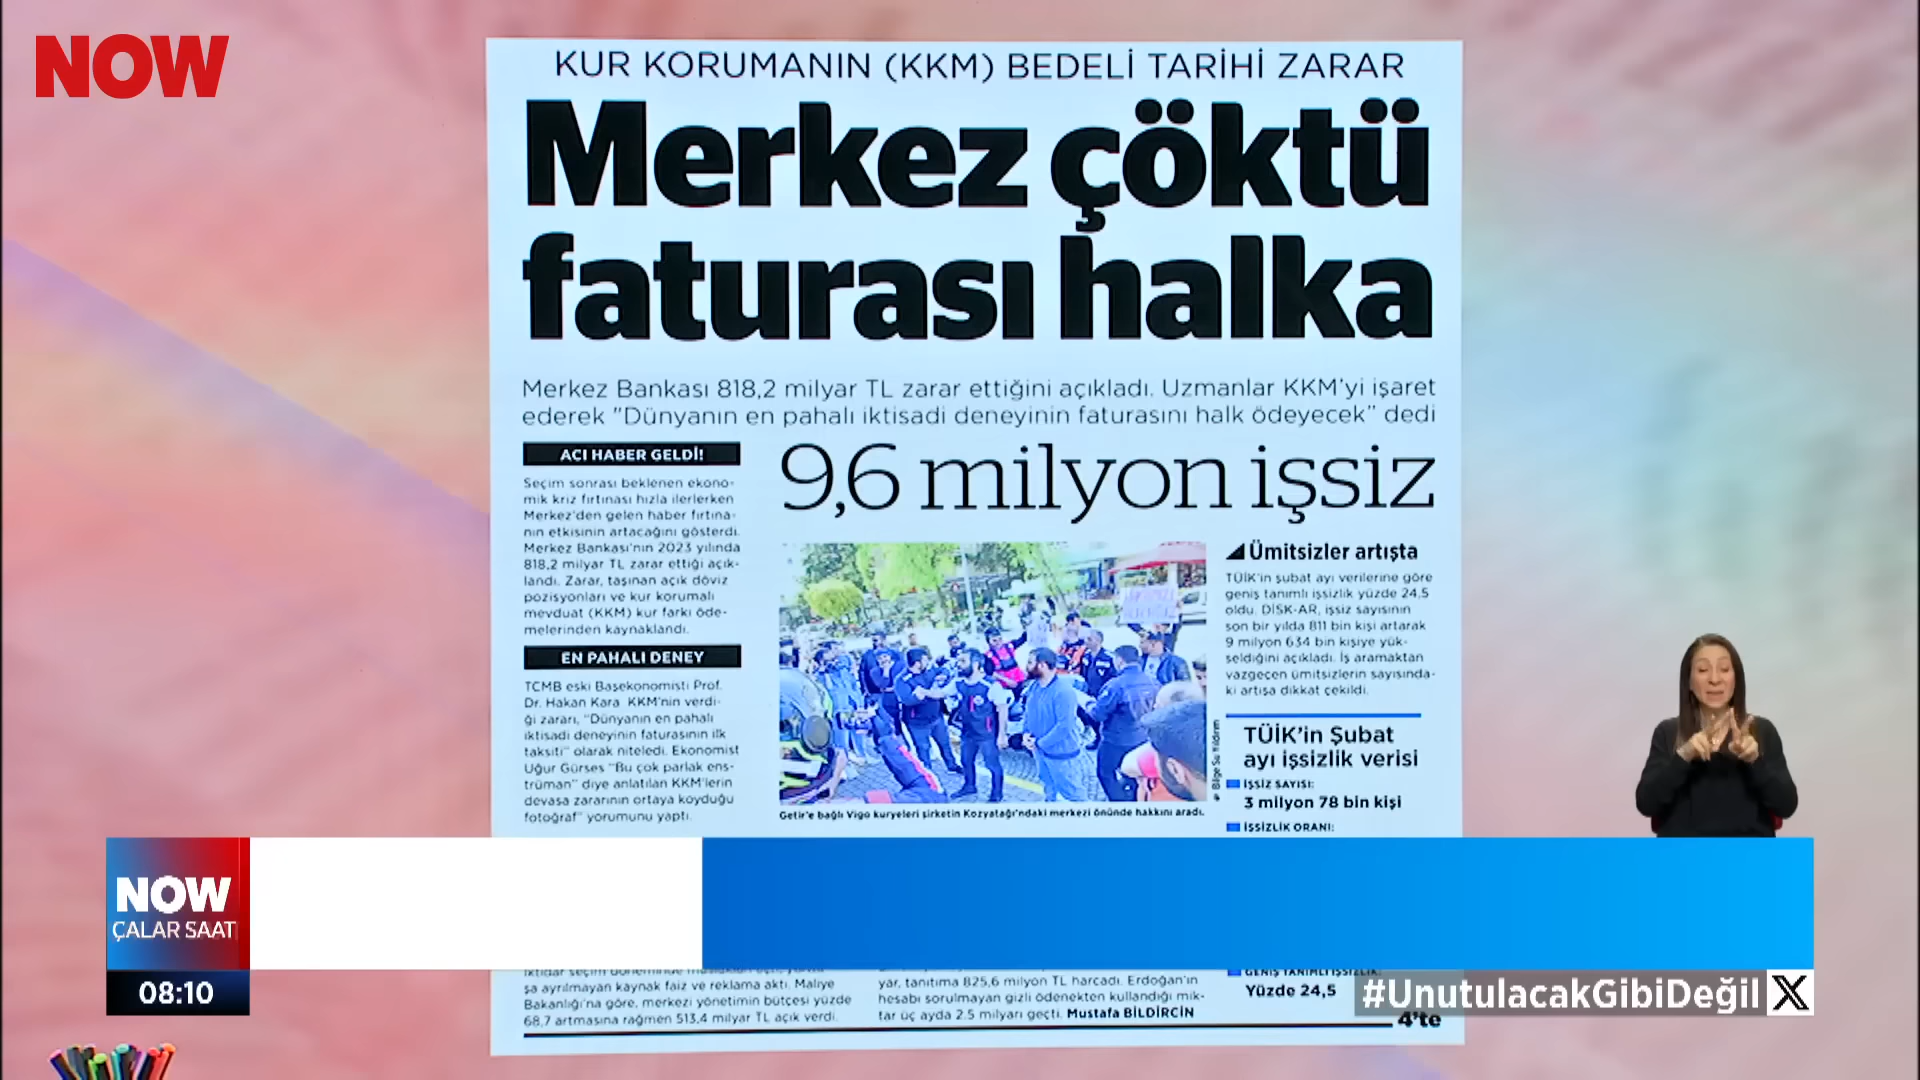 NOW
KUR KORUMANIN (KKM) BEDELİ TARİHİ ZARAR
Merkez çöktü
faturası halka
Merkez Bankası 818,2 milyar TL zarar ettiğini açıkladı. Uzmanlar KKM'yi işaret
ederek "Dünyanın en pahalı iktisadi deneyinin faturasını halk ödeyecek" dedi
ACI HABER GELDİ!
Seçim sonrası beklenen ekono-
mik kriz fırtınası hızla ilerlerken
Merkez'den gelen haber fırtına-
nın etkisinin artacağını gösterdi.
Merkez Bankası'nın 2023 yılında
818,2 milyar TL zarar ettiği açık-
landı. Zarar, taşınan açık döviz
pozisyonları ve kur korumalı
mevduat (KKM) kur farkı öde-
melerinden kaynaklandı.
EN PAHALI DENEY
TCMB eski Başekonomisti Prof.
Dr. Hakan Kara KKM'nin verdi-
ği zararı, "Dünyanın en pahalı
iktisadi deneyinin faturasının ilk
taksiti" olarak niteledi. Ekonomist
Uğur Gürses "Bu çok parlak ens-
trüman" diye anlatılan KKM'lerin
devasa zararının ortaya koyduğu
fotoğraf" yorumunu yaptı.
9,6 milyon işsiz
Bilge Su Yıldırım
Getir'e bağlı Vigo kuryeleri şirketin Kozyatağı'ndaki merkezi önünde hakkını aradı.
Ümitsizler artışta
TÜİK'in şubat ayı verilerine göre
geniş tanımlı işsizlik yüzde 24,5
oldu. DİSK-AR, işsiz sayısının
son bir yılda 811 bin kişi artarak
9 milyon 634 bin kişiye yük-
seldiğini açıkladı. İş aramaktan
vazgeçen ümitsizlerin sayısında-
ki artışa dikkat çekildi.
TÜİK'in Şubat
ayı işsizlik verisi
İŞSİZ SAYISI:
3 milyon 78 bin kişi
İŞSİZLİK ORANI:
GENİŞ TANIMLI İŞSİZLİK:
Yüzde 24,5
şa ayrılmayan kaynak faiz ve reklama aktı. Maliye
Bakanlığı'na göre, merkezi yönetimin bütçesi yüzde
68,7 artmasına rağmen 513,4 milyar TL açık verdi.
yar, tanıtıma 825,6 milyon TL harcadı. Erdoğan'ın
hesabı sorulmayan gizli ödenekten kullandığı mik-
tar üç ayda 2.5 milyarı geçti. Mustafa BİLDİRCİN
4'te
NOW
ÇALAR SAAT
08:10
#UnutulacakGibiDeğil X